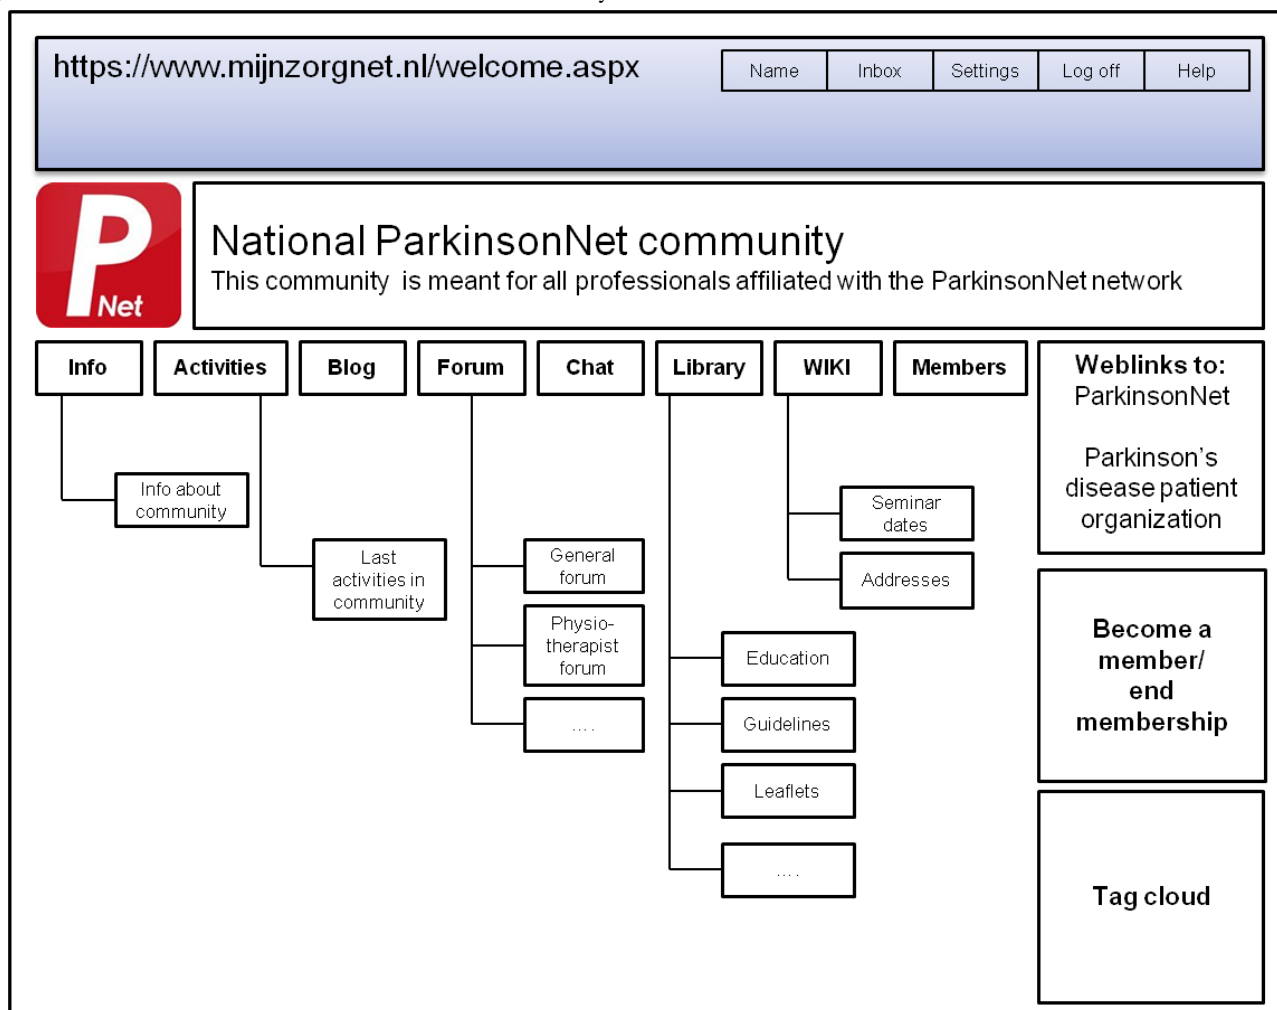 https://www.mijnzorgnet.nl/welcome.aspx
Name
Inbox
Settings
Log off
Help
P
Net
National ParkinsonNet community
This community is meant for all professionals affiliated with the ParkinsonNet network
Info
Activities
Blog
Forum
Chat
Library
WIKI
Members
Weblinks to:
ParkinsonNet
Parkinson's
disease patient
organization
Info about
community
Last
activities in
community
General
forum
Physio-
therapist
forum
....
Education
Guidelines
Leaflets
....
Seminar
dates
Addresses
Become a
member/
end
membership
Tag cloud